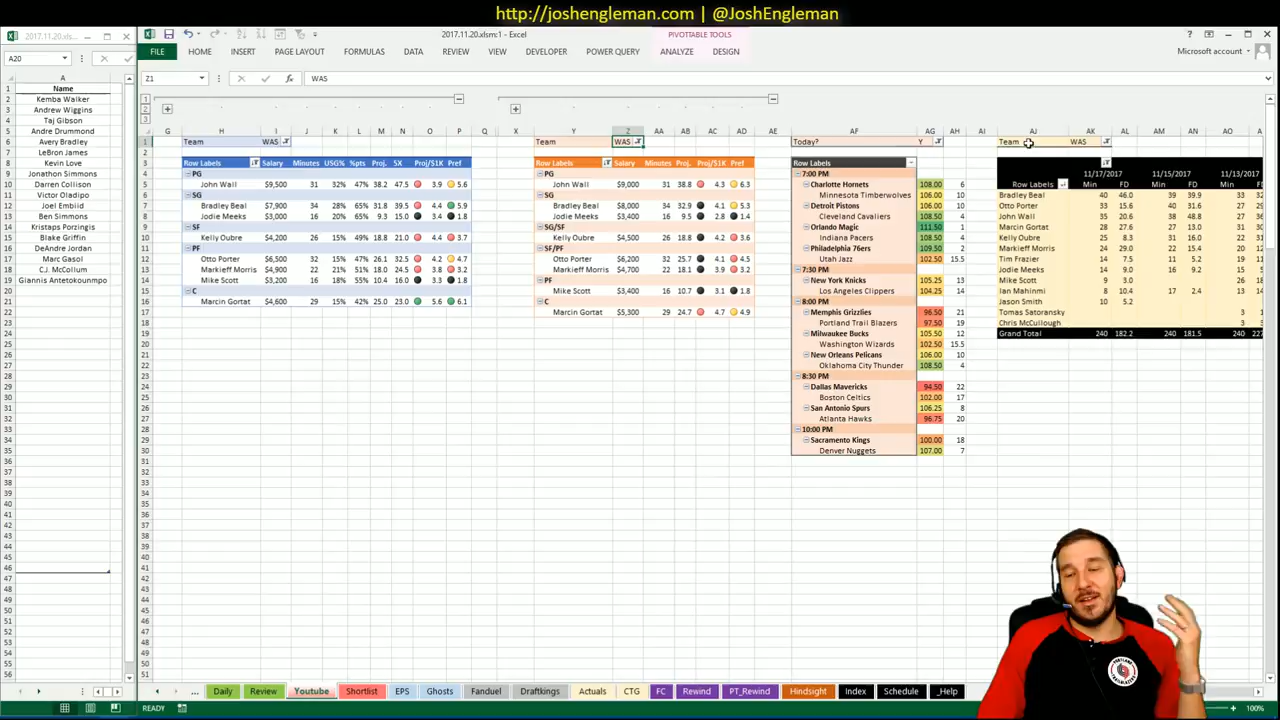 http://joshengleman.com | @JoshEngleman
2017.11.20.xlsm
2017.11.20.xlsm:1 - Excel
PIVOTTABLE TOOLS
FILE HOME INSERT PAGE LAYOUT FORMULAS DATA REVIEW VIEW DEVELOPER POWER QUERY ANALYZE DESIGN
Microsoft account
A20
Z1
WAS
Name
Kemba Walker
Andrew Wiggins
Taj Gibson
Andre Drummond
Avery Bradley
LeBron James
Kevin Love
Jonathon Simmons
Darren Collison
Victor Oladipo
Joel Embiid
Ben Simmons
Kristaps Porzingis
Blake Griffin
DeAndre Jordan
Marc Gasol
C.J. McCollum
Giannis Antetokounmpo
Team WAS
Row Labels Salary Minutes USG% %pts Proj. 5X Proj/$1K Pref
PG
John Wall $9,500 31 32% 47% 38.2 47.5 3.9 5.6
SG
Bradley Beal $7,900 34 28% 65% 31.8 39.5 4.4 5.9
Jodie Meeks $3,000 16 20% 65% 9.3 15.0 3.4 1.8
SF
Kelly Oubre $4,200 26 15% 49% 18.8 21.0 4.4 3.7
PF
Otto Porter $6,500 32 15% 47% 26.1 32.5 4.2 4.7
Markieff Morris $4,900 22 21% 51% 18.0 24.5 3.8 3.2
Mike Scott $3,200 16 18% 55% 10.4 16.0 3.3 1.8
C
Marcin Gortat $4,600 29 15% 42% 25.0 23.0 5.6 6.1
Team WAS
Row Labels Salary Minutes Proj. Proj/$1K Pref
PG
John Wall $9,000 31 38.8 4.3 6.3
SG
Bradley Beal $8,000 34 32.9 4.1 5.3
Jodie Meeks $3,400 16 9.5 2.8 1.4
SG/SF
Kelly Oubre $4,500 26 18.8 4.2 3.6
SF/PF
Otto Porter $6,200 32 25.7 4.1 4.5
Markieff Morris $4,700 22 18.1 3.9 3.2
PF
Mike Scott $3,400 33 10.7 3.1 1.8
C
Marcin Gortat $5,300 29 24.7 4.7 4.9
Today? Y
Row Labels
7:00 PM
Charlotte Hornets 108.00 6
Minnesota Timberwolves 106.00 10
Detroit Pistons 106.00 10
Cleveland Cavaliers 108.50 4
Orlando Magic 111.50 1
Indiana Pacers 108.50 4
Philadelphia 76ers 109.50 2
Utah Jazz 102.50 15.5
7:30 PM
New York Knicks 105.25 13
Los Angeles Clippers 104.25 14
8:00 PM
Memphis Grizzlies 96.50 21
Portland Trail Blazers 97.50 19
Milwaukee Bucks 105.50 12
Washington Wizards 102.50 15.5
New Orleans Pelicans 106.00 10
Oklahoma City Thunder 108.50 4
8:30 PM
Dallas Mavericks 94.50 22
Boston Celtics 102.00 17
San Antonio Spurs 106.25 8
Atlanta Hawks 96.75 20
10:00 PM
Sacramento Kings 100.00 18
Denver Nuggets 107.00 7
Team WAS
11/17/2017 11/15/2017 11/13/2017
Row Labels Min FD Min FD Min
Bradley Beal 40 46.0 39 39.9 33
Otto Porter 33 15.6 40 31.6 27
John Wall 35 20.6 38 48.8 27
Marcin Gortat 28 27.6 27 13.0 31
Kelly Oubre 25 8.3 31 16.0 27
Markieff Morris 24 29.0 22 15.4 22
Tim Frazier 14 7.5 11 5.2 19
Jodie Meeks 14 9.0 16 9.2 15
Mike Scott 9 3.0 26
Ian Mahinmi 8 10.4 17 2.4 13
Jason Smith 10 5.2
Tomas Satoransky 3
Chris McCullough 3
Grand Total 240 182.2 240 181.5 240
... Daily Review Youtube Shortlist EPS Ghosts Fanduel Draftkings Actuals CTG FC Rewind PT_Rewind Hindsight Index Schedule _Help
READY
100%